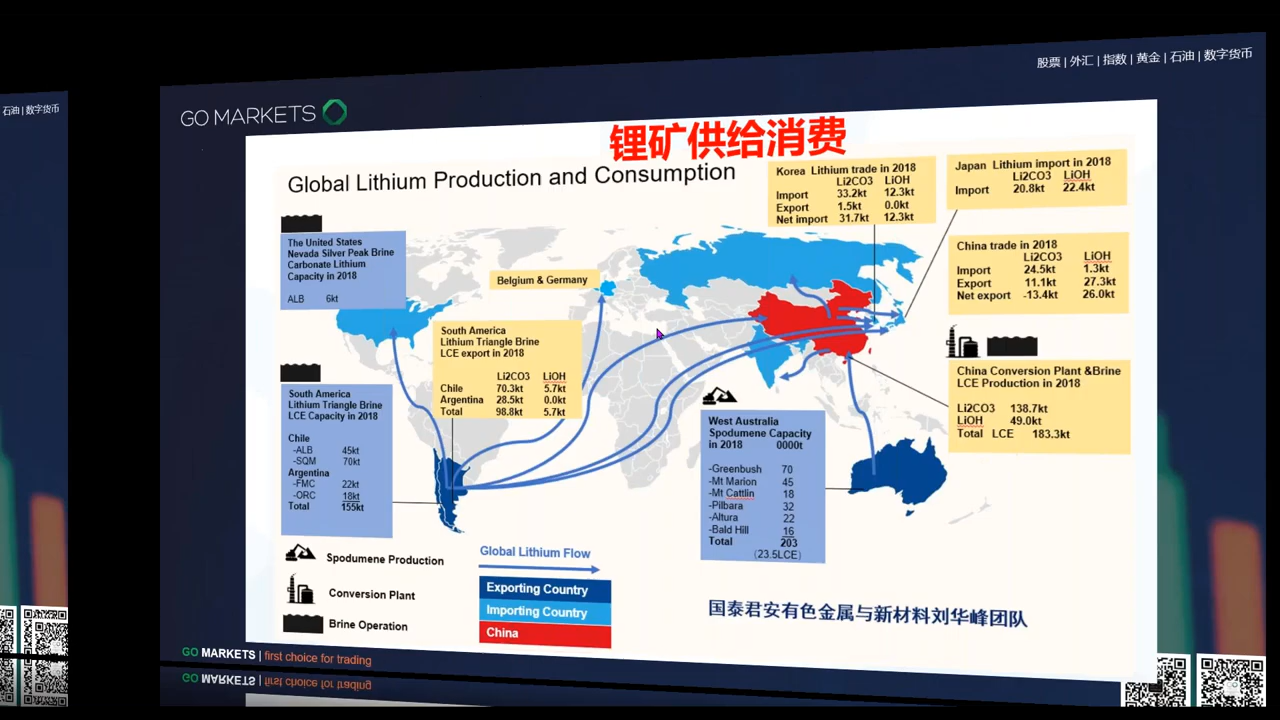 石油 | 数字货币
股票 | 外汇 | 指数 | 黄金 | 石油 | 数字货币
GO MARKETS
锂矿供给消费
Global Lithium Production and Consumption
Korea Lithium trade in 2018
Li2CO3 LiOH
Import 33.2kt 12.3kt
Export 1.5kt 0.0kt
Net import 31.7kt 12.3kt
Japan Lithium import in 2018
Li2CO3 LiOH
Import 20.8kt 22.4kt
The United States
Nevada Silver Peak Brine
Carbonate Lithium
Capacity in 2018
ALB 6kt
Belgium & Germany
China trade in 2018
Li2CO3 LiOH
Import 24.5kt 1.3kt
Export 11.1kt 27.3kt
Net export -13.4kt 26.0kt
South America
Lithium Triangle Brine
LCE export in 2018
Li2CO3 LiOH
Chile 70.3kt 5.7kt
Argentina 28.5kt 0.0kt
Total 98.8kt 5.7kt
China Conversion Plant &Brine
LCE Production in 2018
Li2CO3 138.7kt
LiOH 49.0kt
Total LCE 183.3kt
South America
Lithium Triangle Brine
LCE Capacity in 2018
Chile
-ALB 45kt
-SQM 70kt
Argentina
-FMC 22kt
-ORC 18kt
Total 155kt
West Australia
Spodumene Capacity
in 2018 0000t
-Greenbush 70
-Mt Marion 45
-Mt Cattlin 18
-Pilbara 32
-Altura 22
-Bald Hill 16
Total 203
(23.5LCE)
Spodumene Production
Conversion Plant
Brine Operation
Global Lithium Flow
Exporting Country
Importing Country
China
国泰君安有色金属与新材料刘华峰团队
GO MARKETS | first choice for trading
GO MARKETS | first choice for trading